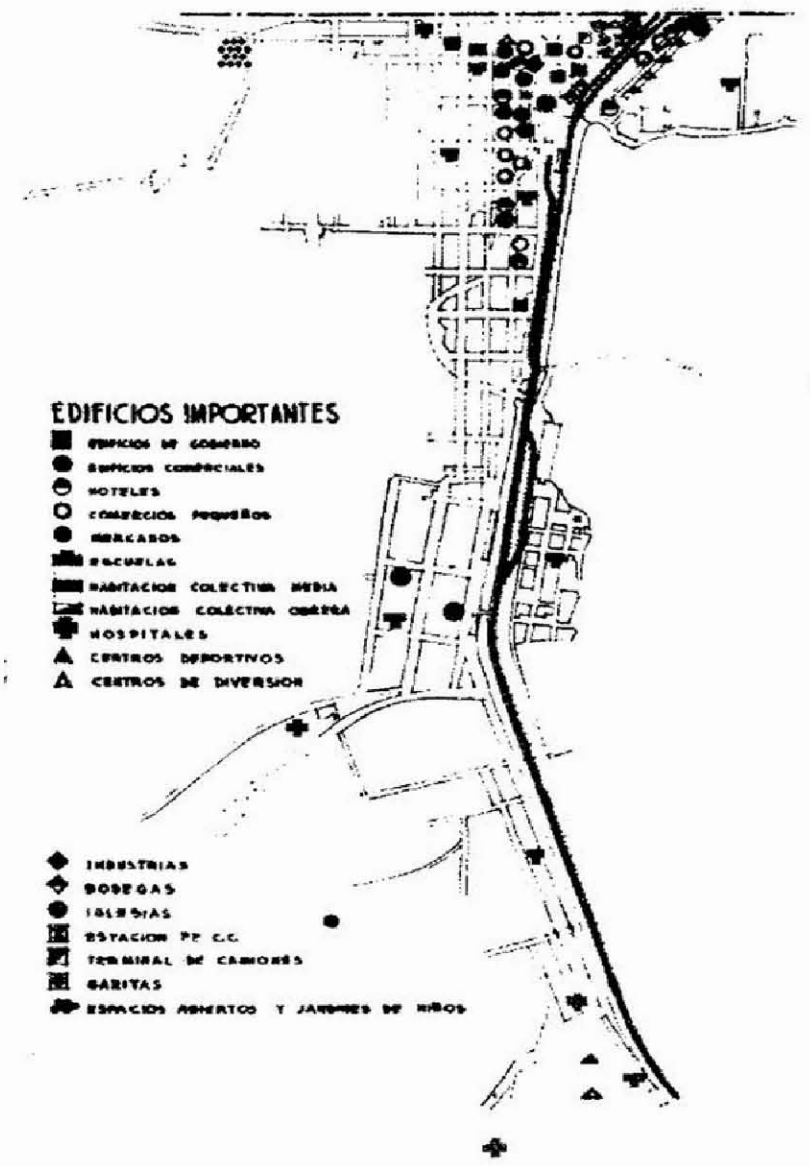 EDIFICIOS IMPORTANTES
EDIFICIOS DE GOBIERNO
EDIFICIOS COMERCIALES
HOTELES
COMERCIOS PEQUEÑOS
MERCADOS
ESCUELAS
HABITACION COLECTIVA MEDIA
HABITACION COLECTIVA OBRERA
HOSPITALES
CENTROS DEPORTIVOS
CENTROS DE DIVERSION
INDUSTRIAS
BODEGAS
IGLESIAS
ESTACION FF C.C.
TERMINAL DE CAMIONES
GARITAS
ESPACIOS ABIERTOS Y JARDINES DE NIÑOS